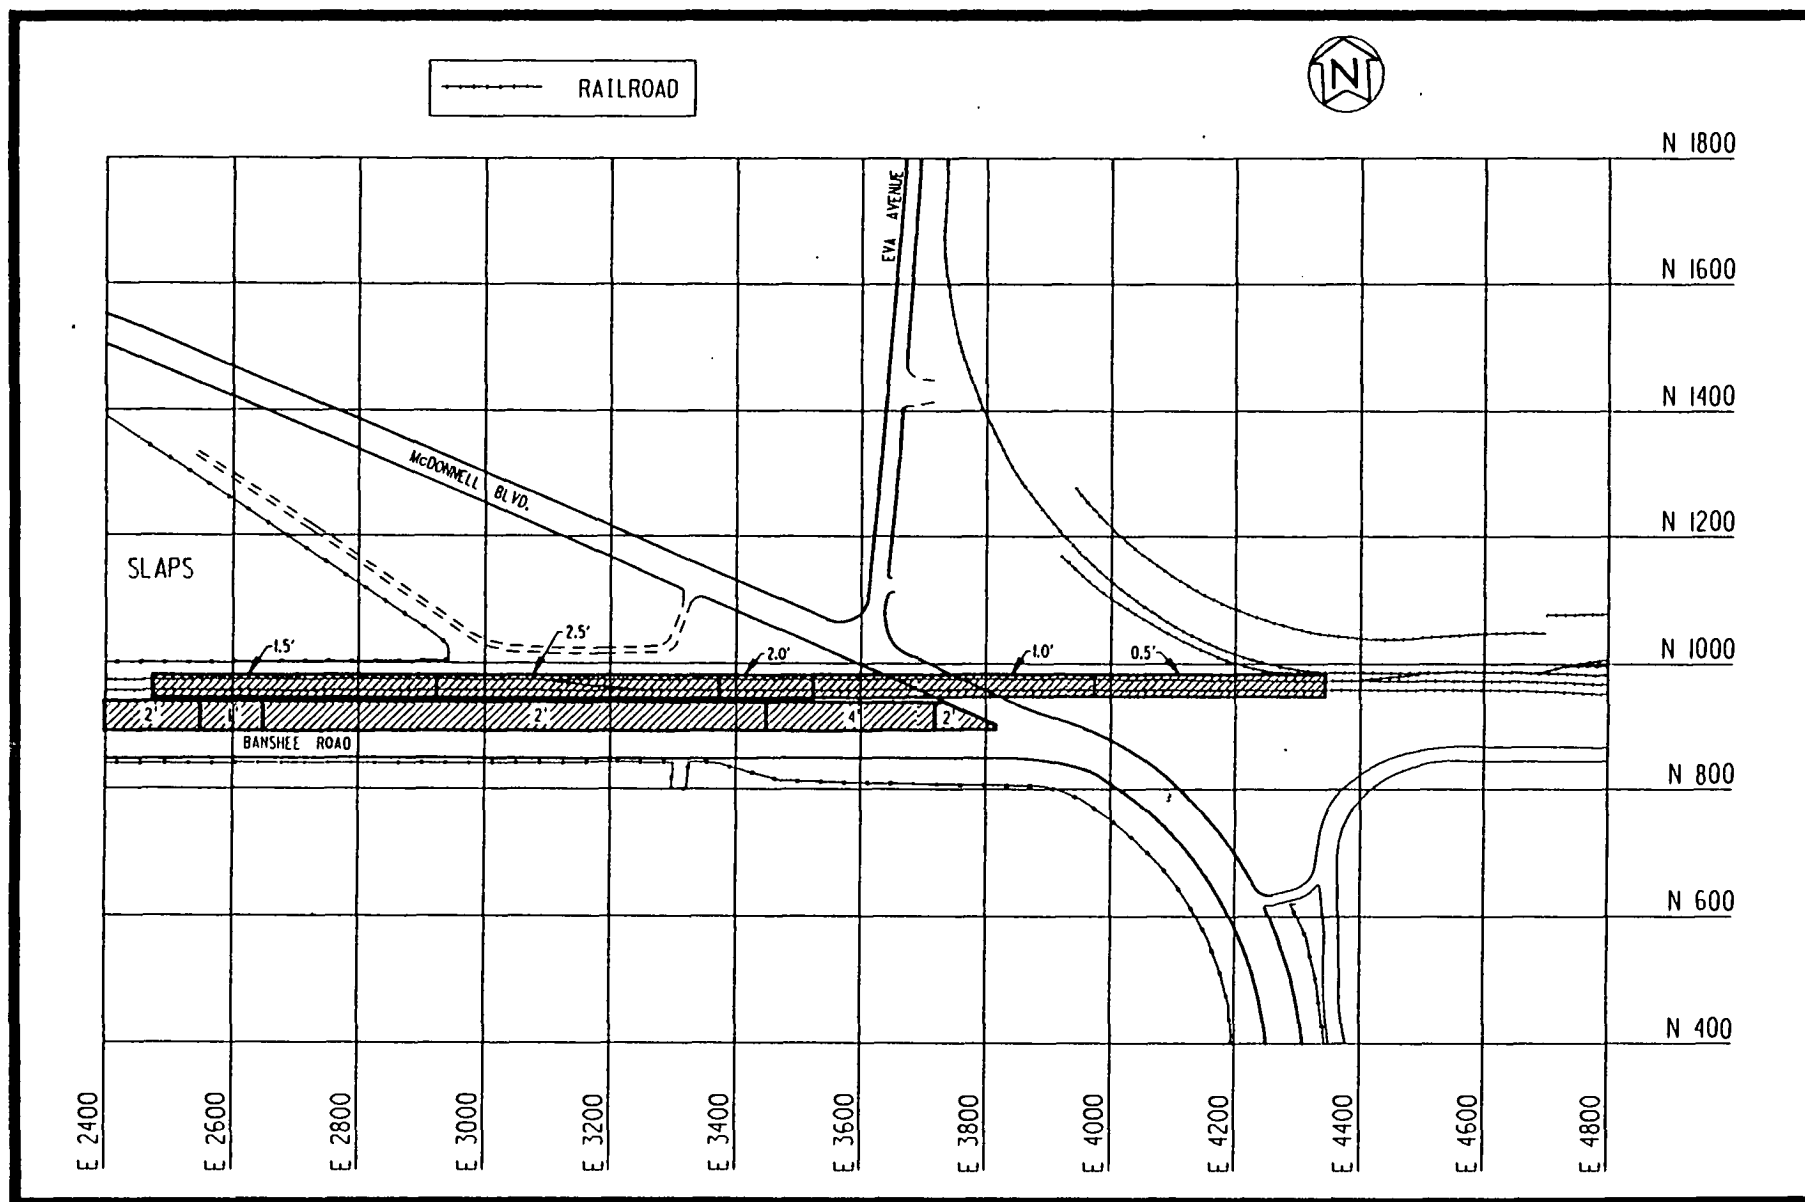 RAILROAD
N
N 1800
EVA AVENUE
N 1600
N 1400
McDONNELL BLVD.
N 1200
SLAPS
1.5'
2.5'
2.0'
1.0'
0.5'
N 1000
2'
1'
2'
4'
2'
BANSHEE ROAD
N 800
N 600
N 400
E 2400
E 2600
E 2800
E 3000
E 3200
E 3400
E 3600
E 3800
E 4000
E 4200
E 4400
E 4600
E 4800